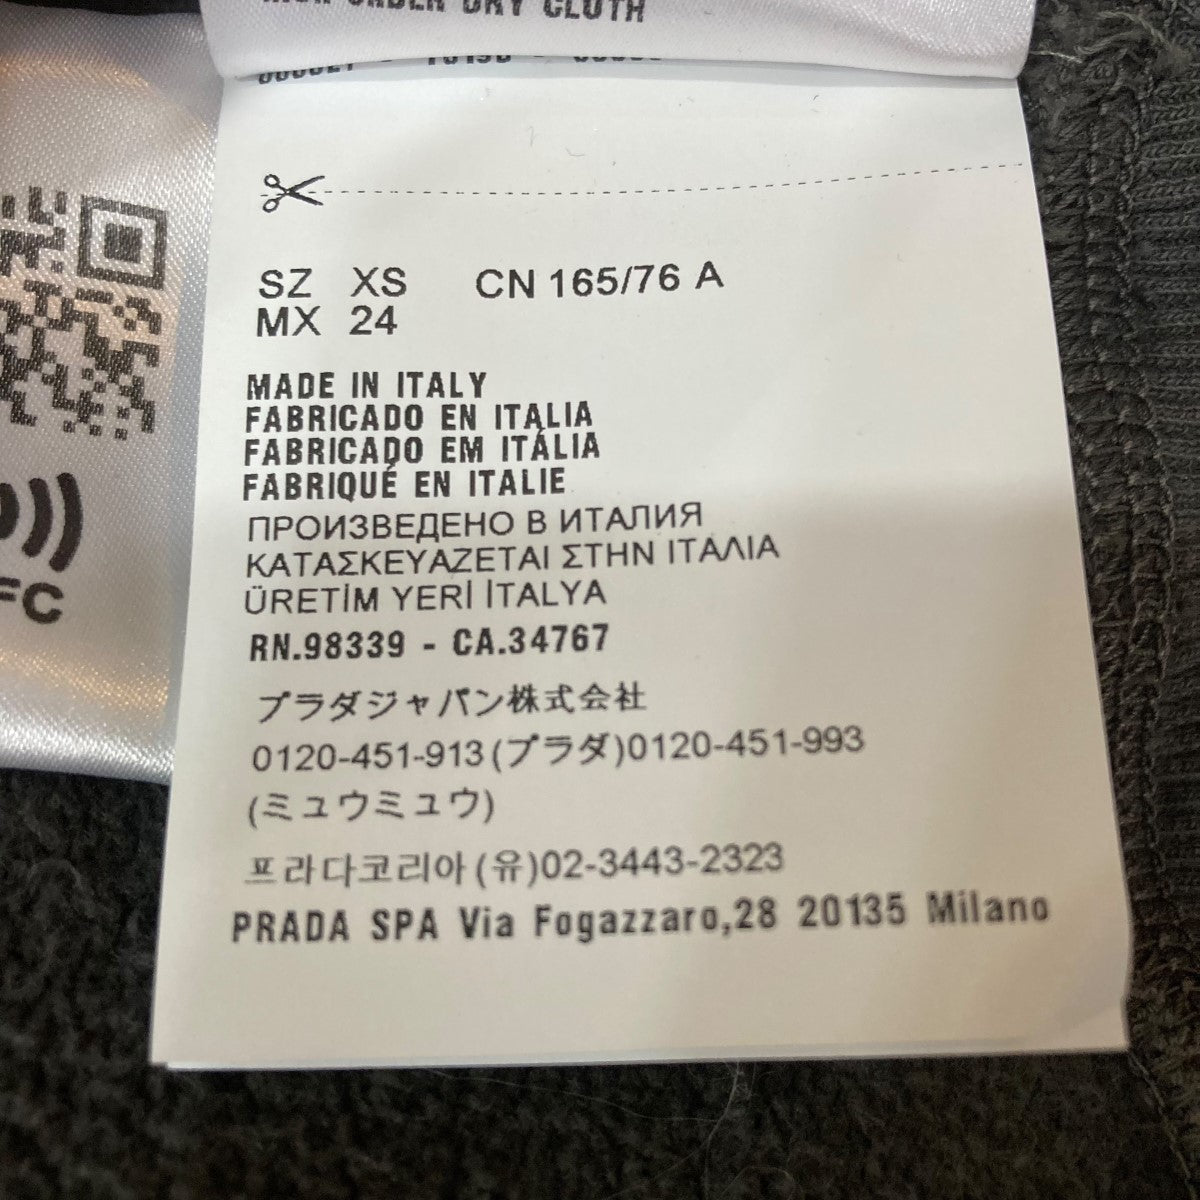 DRY CLOTH
SZ XS CN 165/76 A
MX 24
MADE IN ITALY
FABRICADO EN ITALIA
FABRICADO EM ITÁLIA
FABRIQUÉ EN ITALIE
ПРОИЗВЕДЕНО В ИТАЛИЯ
ΚΑΤΑΣΚΕΥΑΖΕΤΑΙ ΣΤΗΝ ΙΤΑΛΙΑ
ÜRETİM YERİ İTALYA
RN.98339 - CA.34767
プラダジャパン株式会社
0120-451-913(プラダ)0120-451-993
(ミュウミュウ)
프라다코리아(유)02-3443-2323
PRADA SPA Via Fogazzaro,28 20135 Milano